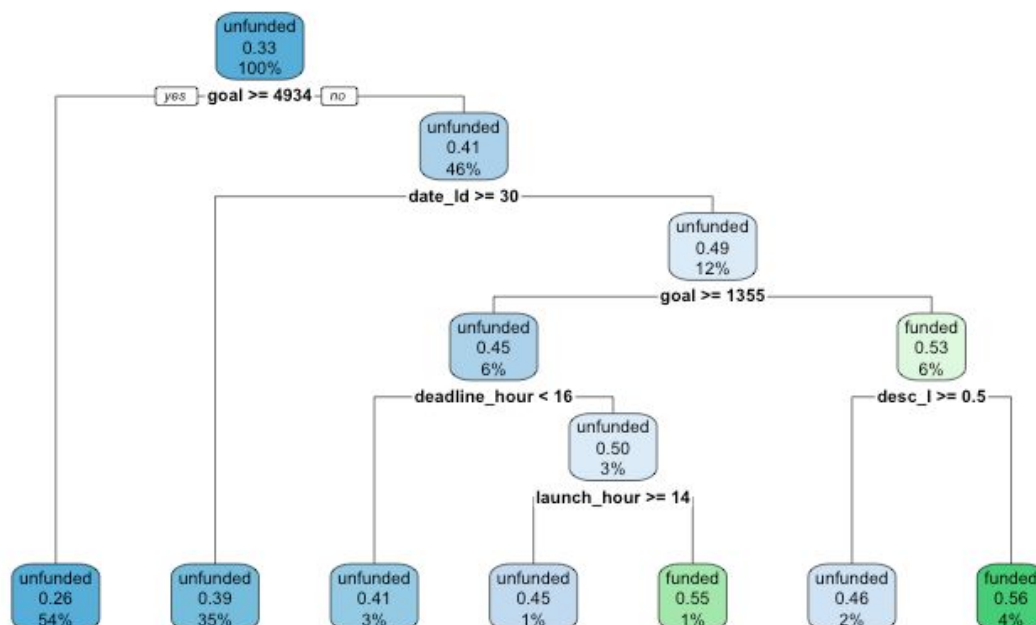 unfunded
0.33
100%
yes goal >= 4934 no
unfunded
0.41
46%
date_ld >= 30
unfunded
0.49
12%
goal >= 1355
unfunded
0.45
6%
funded
0.53
6%
deadline_hour < 16
desc_l >= 0.5
unfunded
0.50
3%
launch_hour >= 14
unfunded
0.26
54%
unfunded
0.39
35%
unfunded
0.41
3%
unfunded
0.45
1%
funded
0.55
1%
unfunded
0.46
2%
funded
0.56
4%